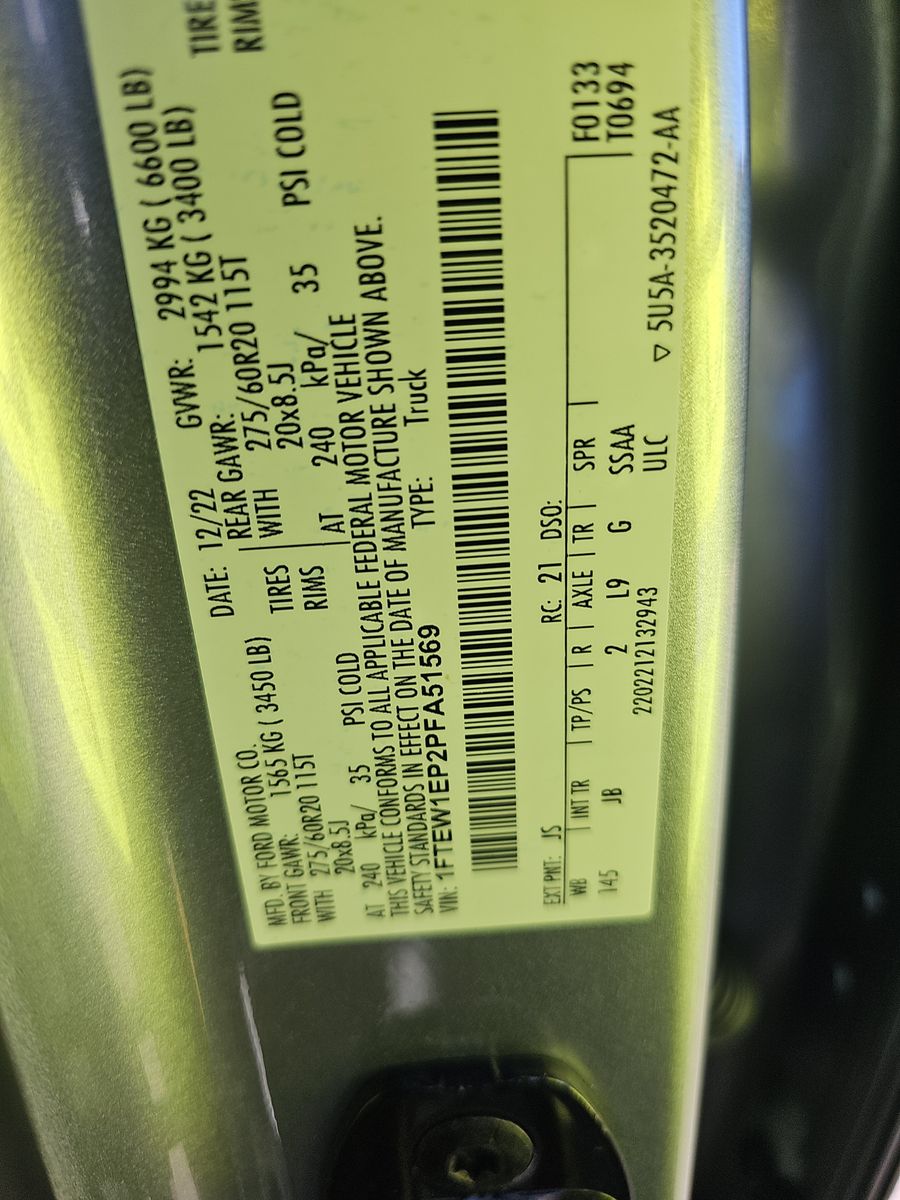 MFD. BY FORD MOTOR CO.
DATE: 12/22 GVWR: 2994 KG ( 6600 LB)
FRONT GAWR: 1565 KG ( 3450 LB) REAR GAWR: 1542 KG ( 3400 LB)
WITH 275/60R20 115T TIRES WITH 275/60R20 115T TIRE
20x8.5J RIMS 20x8.5J RIM
AT 240 kPa/ 35 PSI COLD AT 240 kPa/ 35 PSI COLD
THIS VEHICLE CONFORMS TO ALL APPLICABLE FEDERAL MOTOR VEHICLE
SAFETY STANDARDS IN EFFECT ON THE DATE OF MANUFACTURE SHOWN ABOVE.
VIN: 1FTEW1EP2PFA51569 TYPE: Truck
F0133
T0694
EXT PNT: JS RC: 21 DSO:
WB INT TR TP/PS R AXLE TR SPR
145 JB 2 L9 G SSAA
2202212132943 ULC
▽ 5U5A-3520472-AA